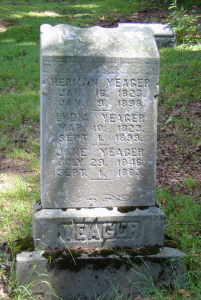 HERMAN YEAGER
JAN. 16. 1823.
JAN. 9. 1898.
LYDIA YEAGER
MAR. 10. 1823.
SEPT. 1. 1899.
JANE YEAGER
JULY 29. 1846.
SEPT. 1. 1863.
YEAGER